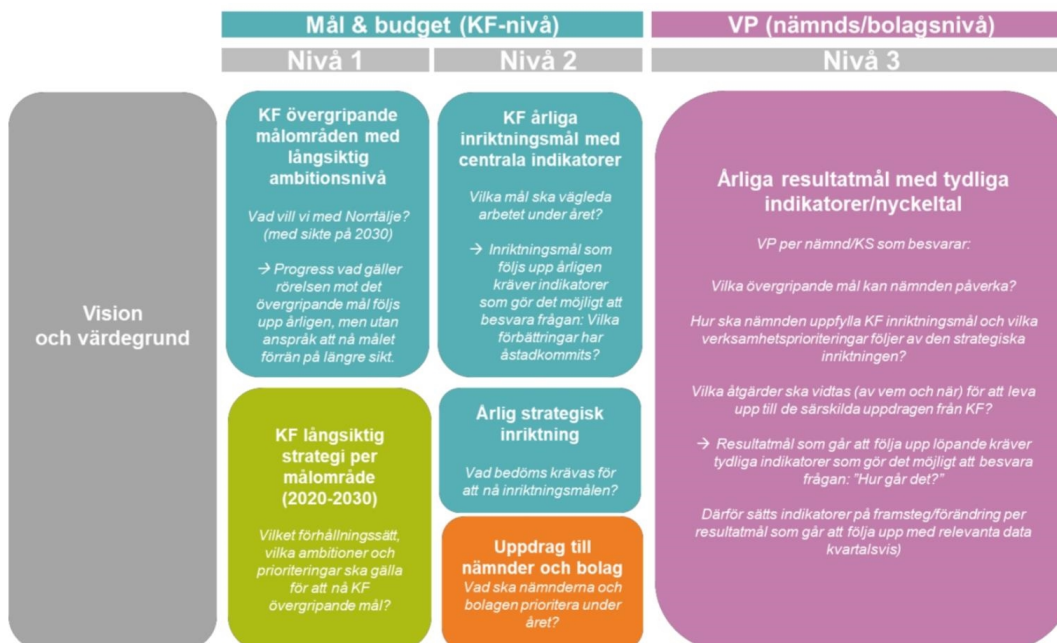 Mål & budget (KF-nivå)
VP (nämnds/bolagsnivå)
Nivå 1
Nivå 2
Nivå 3
Vision
och värdegrund
KF övergripande
målområden med
långsiktig
ambitionsnivå
Vad vill vi med Norrtälje?
(med sikte på 2030)
→ Progress vad gäller
rörelsen mot det
övergripande mål följs
upp årligen, men utan
anspråk att nå målet
förrän på längre sikt.
KF långsiktig
strategi per
målområde
(2020-2030)
Vilket förhållningssätt,
vilka ambitioner och
prioriteringar ska gälla
för att nå KF
övergripande mål?
KF årliga
inriktningsmål med
centrala indikatorer
Vilka mål ska vägleda
arbetet under året?
→ Inriktningsmål som
följs upp årligen
kräver indikatorer
som gör det möjligt att
besvara frågan: Vilka
förbättringar har
åstadkommits?
Årlig strategisk
inriktning
Vad bedöms krävas för
att nå inriktningsmålen?
Uppdrag till
nämnder och bolag
Vad ska nämnderna och
bolagen prioritera under
året?
Årliga resultatmål med tydliga
indikatorer/nyckeltal
VP per nämnd/KS som besvarar:
Vilka övergripande mål kan nämnden påverka?
Hur ska nämnden uppfylla KF inriktningsmål och vilka
verksamhetsprioriteringar följer av den strategiska
inriktningen?
Vilka åtgärder ska vidtas (av vem och när) för att leva
upp till de särskilda uppdragen från KF?
→ Resultatmål som går att följa upp löpande kräver
tydliga indikatorer som gör det möjligt att besvara
frågan: "Hur går det?"
Därför sätts indikatorer på framsteg/förändring per
resultatmål som går att följa upp med relevanta data
kvartalsvis)